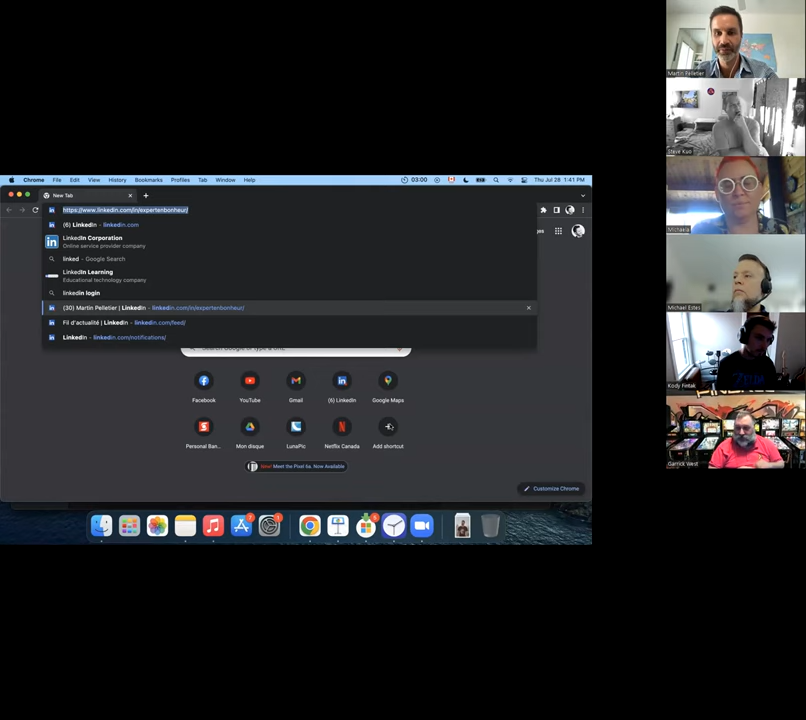 Chrome File Edit View History Bookmarks Profiles Tab Window Help 03:00 Thu Jul 28 1:41 PM
New Tab
https://www.linkedin.com/in/expertenbonheur/
(6) LinkedIn - linkedin.com
LinkedIn Corporation
Online service provider company
linked - Google Search
LinkedIn Learning
Educational technology company
linkedin login
(30) Martin Pelletier | LinkedIn - linkedin.com/in/expertenbonheur/
Fil d'actualité | LinkedIn - linkedin.com/feed/
LinkedIn - linkedin.com/notifications/
Search Google or type a URL
Facebook YouTube Gmail (6) LinkedIn Google Maps
Personal Ban... Mon disque LunaPic Netflix Canada Add shortcut
New! Meet the Pixel 6a. Now Available
Customize Chrome
Martin Pelletier
Steve Kuo
Michaela
Michael Estes
Kody Fintak
Garrick West